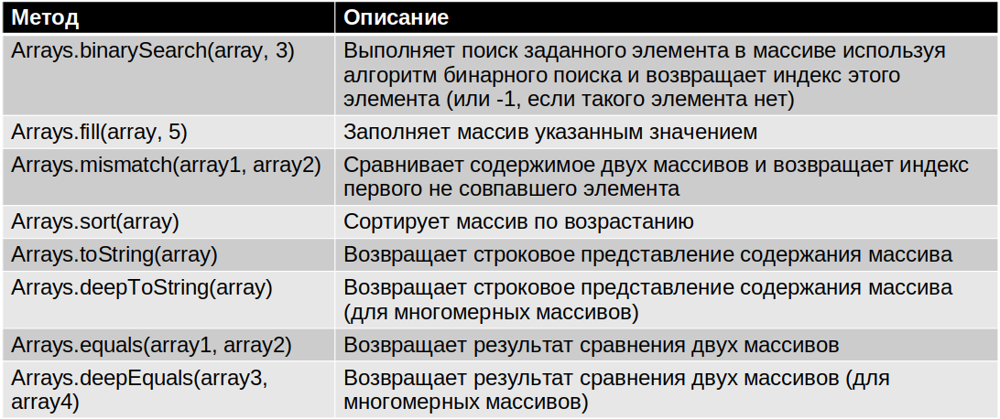 Метод
Описание
Arrays.binarySearch(array, 3)
Выполняет поиск заданного элемента в массиве используя
алгоритм бинарного поиска и возвращает индекс этого
элемента (или -1, если такого элемента нет)
Arrays.fill(array, 5)
Заполняет массив указанным значением
Arrays.mismatch(array1, array2)
Сравнивает содержимое двух массивов и возвращает индекс
первого не совпавшего элемента
Arrays.sort(array)
Сортирует массив по возрастанию
Arrays.toString(array)
Возвращает строковое представление содержания массива
Arrays.deepToString(array)
Возвращает строковое представление содержания массива
(для многомерных массивов)
Arrays.equals(array1, array2)
Возвращает результат сравнения двух массивов
Arrays.deepEquals(array3,
array4)
Возвращает результат сравнения двух массивов (для
многомерных массивов)